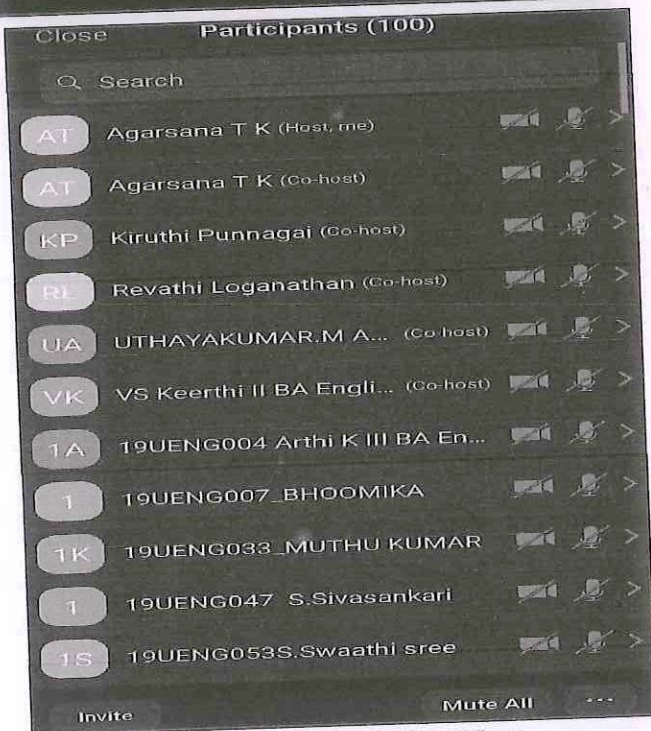 Close Participants (100)
Search
AT Agarsana T K (Host, me)
AT Agarsana T K (Co-host)
KP Kiruthi Punnagai (Co-host)
RL Revathi Loganathan (Co-host)
UA UTHAYAKUMAR.M A... (Co-host)
VK VS Keerthi II BA Engli... (Co-host)
1A 19UENG004 Arthi K III BA En...
1 19UENG007_BHOOMIKA
1K 19UENG033_MUTHU KUMAR
1 19UENG047 S.Sivasankari
1S 19UENG053S.Swaathi sree
Invite Mute All ...